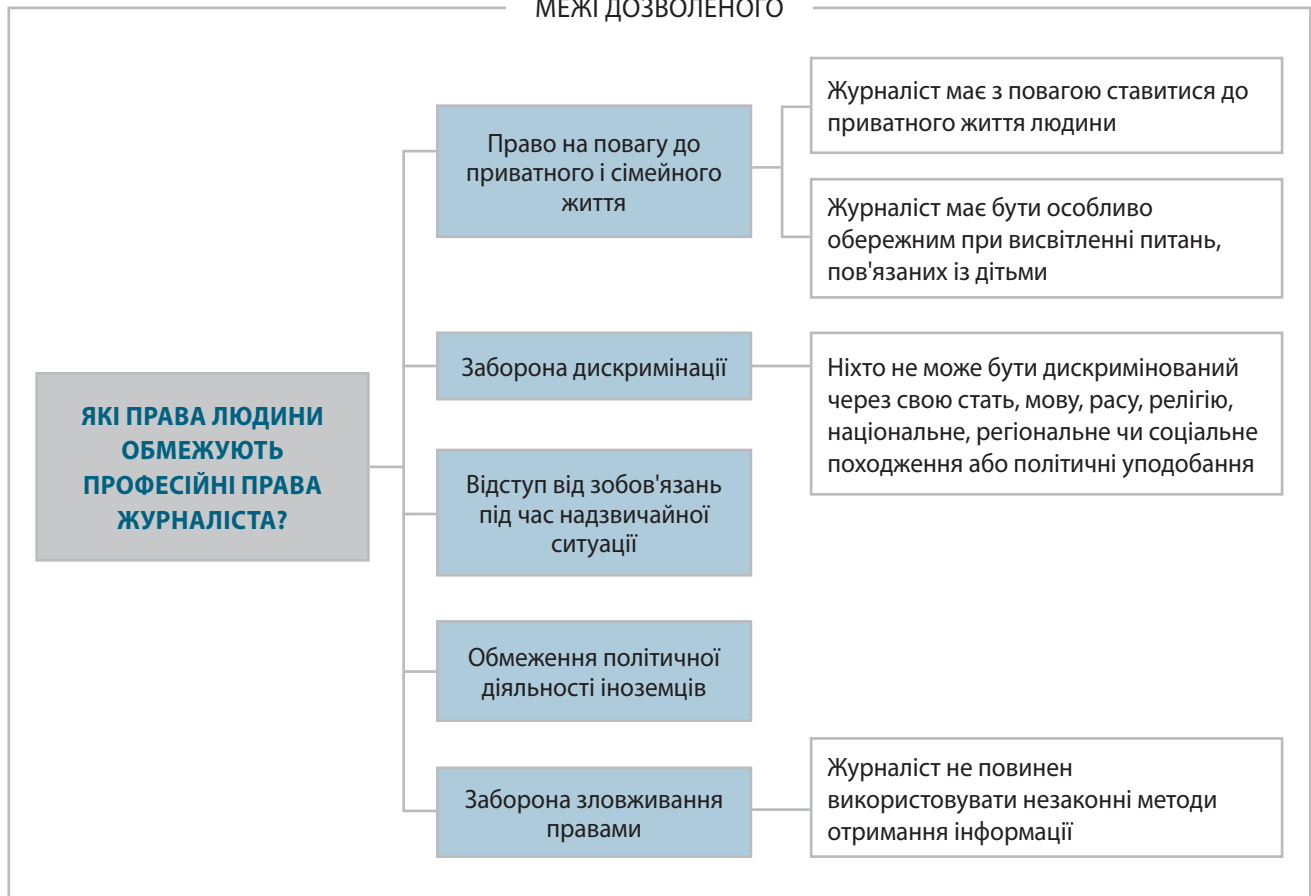 МЕЖІ ДОЗВОЛЕНОГО
ЯКІ ПРАВА ЛЮДИНИ
ОБМЕЖУЮТЬ
ПРОФЕСІЙНІ ПРАВА
ЖУРНАЛІСТА?
Право на повагу до
приватного і сімейного
життя
Журналіст має з повагою ставитися до
приватного життя людини
Журналіст має бути особливо
обережним при висвітленні питань,
пов'язаних із дітьми
Заборона дискримінації
Ніхто не може бути дискримінований
через свою стать, мову, расу, релігію,
національне, регіональне чи соціальне
походження або політичні уподобання
Відступ від зобов'язань
під час надзвичайної
ситуації
Обмеження політичної
діяльності іноземців
Заборона зловживання
правами
Журналіст не повинен
використовувати незаконні методи
отримання інформації